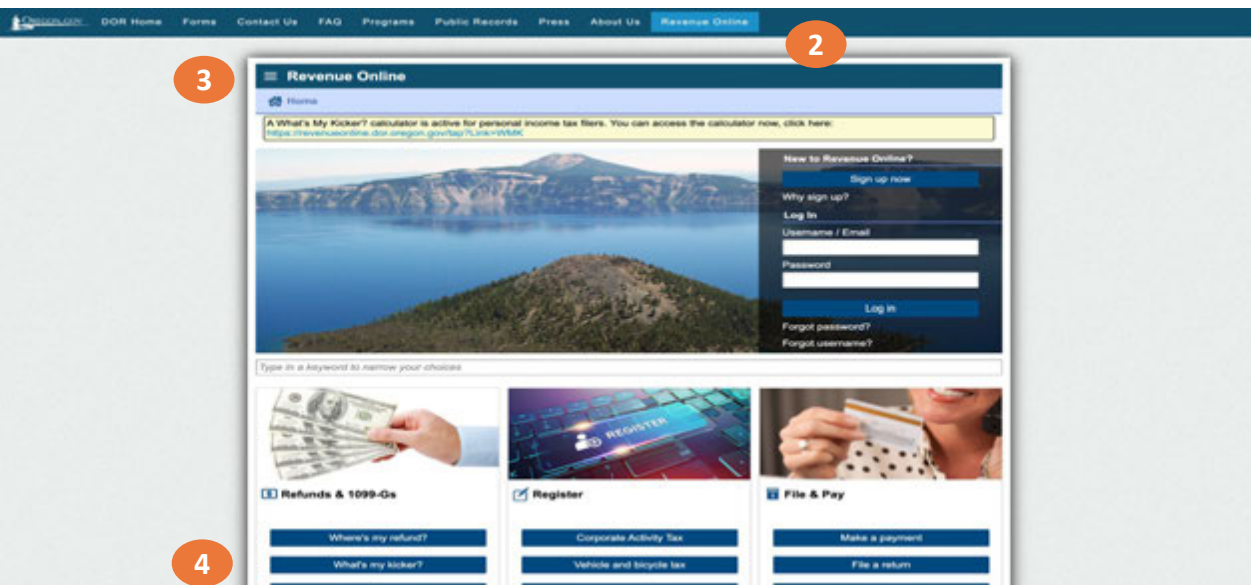 OREGON.GOV DOR Home Forms Contact Us FAQ Programs Public Records Press About Us Revenue Online
2
3
Revenue Online
Home
A What's My Kicker? calculator is active for personal income tax filers. You can access the calculator now, click here:
https://revenueonline.dor.oregon.gov/tap?Link=WMK
New to Revenue Online?
Sign up now
Why sign up?
Log In
Username / Email
Password
Log in
Forgot password?
Forgot username?
Type in a keyword to narrow your choices
REGISTER
Refunds & 1099-Gs
Register
File & Pay
Where's my refund?
Corporate Activity Tax
Make a payment
4
What's my kicker?
Vehicle and bicycle tax
File a return